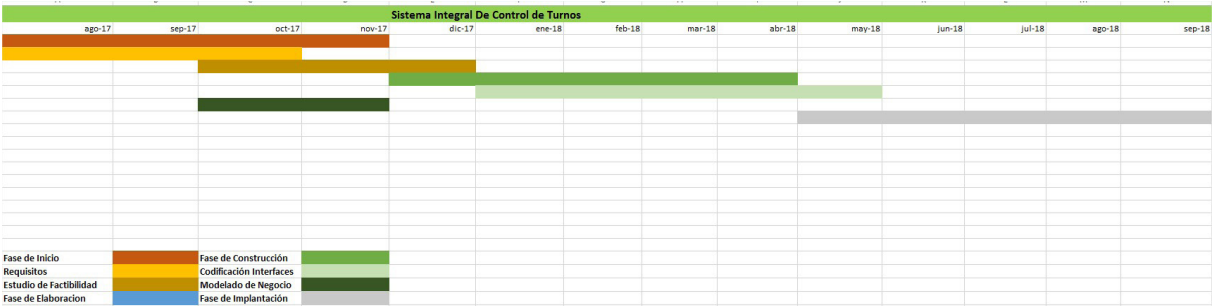 Sistema Integral De Control de Turnos
ago-17 sep-17 oct-17 nov-17 dic-17 ene-18 feb-18 mar-18 abr-18 may-18 jun-18 jul-18 ago-18 sep-18
Fase de Inicio Fase de Construcción
Requisitos Codificación Interfaces
Estudio de Factibilidad Modelado de Negocio
Fase de Elaboracion Fase de Implantación